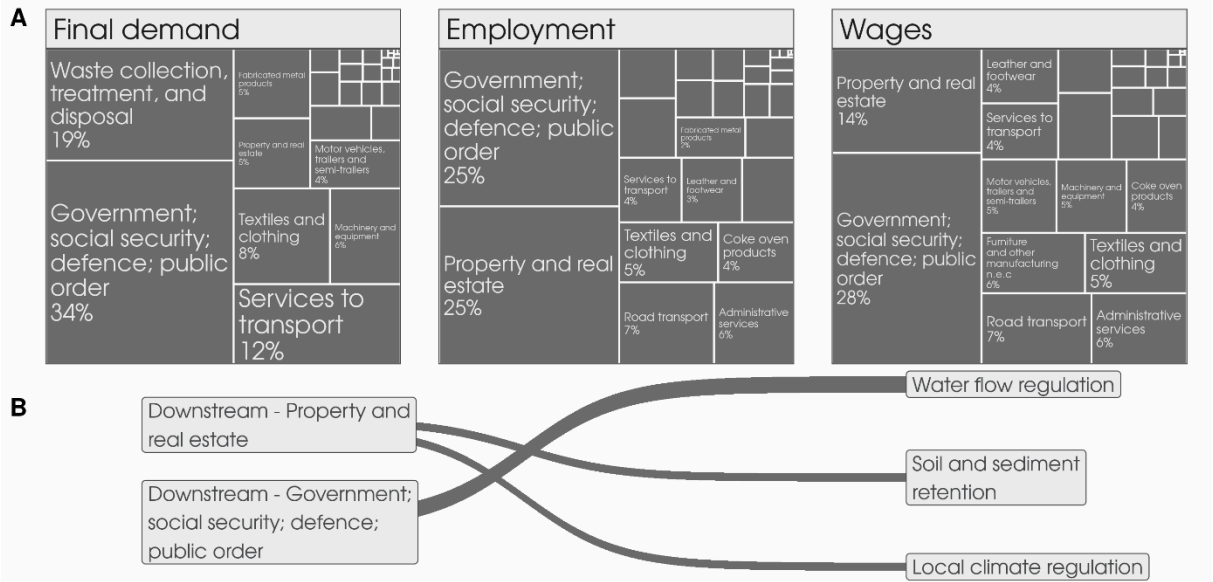 A
Final demand
Waste collection,
treatment, and
disposal
19%
Government;
social security;
defence; public
order
34%
Fabricated metal
products
5%
Property and real
estate
5%
Motor vehicles,
trailers and
semi-trailers
4%
Textiles and
clothing
8%
Machinery and
equipment
6%
Services to
transport
12%
Employment
Government;
social security;
defence; public
order
25%
Property and real
estate
25%
Fabricated metal
products
2%
Services to
transport
4%
Leather and
footwear
3%
Textiles and
clothing
5%
Coke oven
products
4%
Road transport
7%
Administrative
services
6%
Wages
Property and real
estate
14%
Government;
social security;
defence; public
order
28%
Leather and
footwear
4%
Services to
transport
4%
Motor vehicles,
trailers and
semi-trailers
5%
Machinery and
equipment
5%
Coke oven
products
4%
Furniture
and other
manufacturing
n.e.c
6%
Textiles and
clothing
5%
Road transport
7%
Administrative
services
6%
B
Downstream - Property and
real estate
Downstream - Government;
social security; defence;
public order
Water flow regulation
Soil and sediment
retention
Local climate regulation